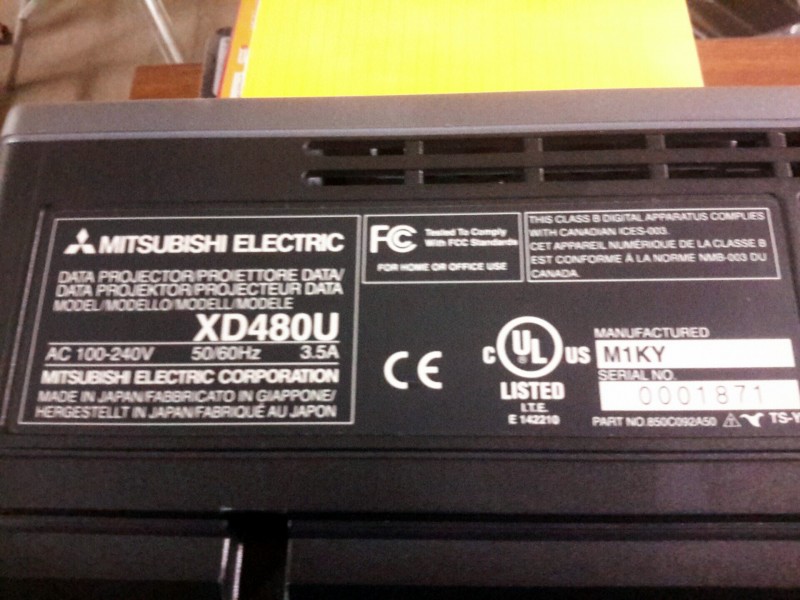 MITSUBISHI ELECTRIC
DATA PROJECTOR/PROIETTORE DATA/
DATA PROJEKTOR/PROJECTEUR DATA
MODEL/MODELLO/MODELL/MODELE
XD480U
AC 100-240V 50/60Hz 3.5A
MITSUBISHI ELECTRIC CORPORATION
MADE IN JAPAN/FABBRICATO IN GIAPPONE/
HERGESTELLT IN JAPAN/FABRIQUÉ AU JAPON
FC Tested To Comply
With FCC Standards
FOR HOME OR OFFICE USE
THIS CLASS B DIGITAL APPARATUS COMPLIES
WITH CANADIAN ICES-003.
CET APPAREIL NUMÉRIQUE DE LA CLASSE B
EST CONFORME À LA NORME NMB-003 DU
CANADA.
CE
C UL US
LISTED
I.T.E.
E 142210
MANUFACTURED
M1KY
SERIAL NO.
0001871
PART NO.850C092A50 TS-Y